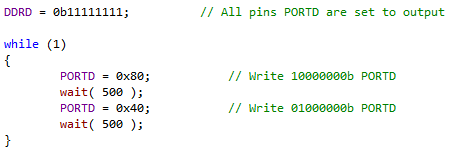 DDRD = 0b11111111; // All pins PORTD are set to output
while (1)
{
PORTD = 0x80; // Write 10000000b PORTD
wait( 500 );
PORTD = 0x40; // Write 01000000b PORTD
wait( 500 );
}